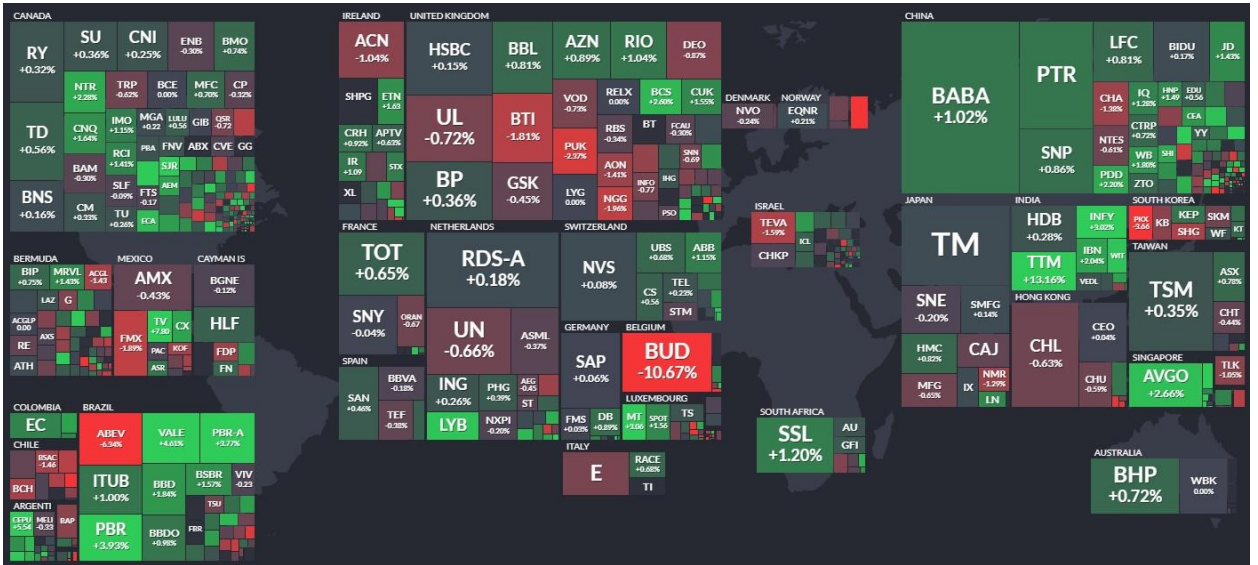 CANADA
RY
+0.32%
SU
+0.36%
CNI
+0.25%
ENB
-0.30%
BMO
+0.74%
NTR
+2.28%
TRP
-0.62%
BCE
0.00%
MFC
+0.70%
CP
-0.32%
TD
+0.56%
CNQ
+1.64%
IMO
+1.15%
MGA
+0.22
LULU
+0.56
GIB
QSR
-0.72
RCI
+1.41%
PBA
FNV
ABX
CVE
GG
BAM
-0.30%
SLF
-0.09%
SJR
FTS
-0.17
AEM
BNS
+0.16%
CM
+0.33%
TU
+0.26%
ECA
IRELAND
ACN
-1.04%
SHPG
ETN
+1.63
CRH
+0.92%
APTV
+0.63%
IR
+1.09
STX
XL
UNITED KINGDOM
HSBC
+0.15%
BBL
+0.81%
AZN
+0.89%
RIO
+1.04%
DEO
-0.87%
UL
-0.72%
BTI
-1.81%
VOD
-0.73%
RELX
0.00%
BCS
+2.60%
CUK
+1.55%
RBS
-0.34%
BT
FCAU
-0.30%
PUK
-2.37%
AON
-1.41%
SNN
-0.69
BP
+0.36%
GSK
-0.45%
LYG
0.00%
NGG
-1.96%
INFO
-0.77
IHG
PSO
DENMARK
NVO
-0.24%
NORWAY
EQNR
+0.21%
CHINA
BABA
+1.02%
PTR
SNP
+0.86%
LFC
+0.81%
BIDU
+0.17%
JD
+1.43%
CHA
-1.38%
IQ
+1.28%
HNP
+1.49
EDU
+0.56
CEA
NTES
-0.61%
CTRP
+0.72%
YY
WB
+1.80%
SHI
PDD
+2.20%
ZTO
ISRAEL
TEVA
-1.59%
ICL
CHKP
BERMUDA
BIP
+0.75%
MRVL
+1.43%
ACGL
-1.43
LAZ
G
ACGLP
0.00
AXS
RE
ATH
MEXICO
AMX
-0.43%
FMX
-1.89%
TV
+7.80
CX
PAC
KOF
ASR
CAYMAN IS
BGNE
-0.12%
HLF
FDP
FN
FRANCE
TOT
+0.65%
SNY
-0.04%
ORAN
-0.67
NETHERLANDS
RDS-A
+0.18%
UN
-0.66%
ASML
-0.37%
ING
+0.26%
PHG
+0.39%
AEG
-0.45
ST
LYB
NXPI
-0.20%
SWITZERLAND
NVS
+0.08%
UBS
+0.68%
ABB
+1.15%
CS
+0.56
TEL
+0.23%
STM
SPAIN
SAN
+0.46%
BBVA
-0.18%
TEF
-0.38%
GERMANY
SAP
+0.06%
FMS
+0.03%
DB
+0.89%
BELGIUM
BUD
-10.67%
LUXEMBOURG
MT
+3.06
SPOT
+1.56
TS
ITALY
E
RACE
+0.68%
TI
JAPAN
TM
SNE
-0.20%
SMFG
+0.14%
HMC
+0.82%
CAJ
MFG
-0.65%
IX
NMR
-1.29%
LN
INDIA
HDB
+0.28%
INFY
+3.02%
TTM
+13.16%
IBN
+2.04%
WIT
VEDL
SOUTH KOREA
PKX
-3.66
KB
KEP
SKM
SHG
WF
KT
TAIWAN
TSM
+0.35%
ASX
+0.78%
CHT
-0.44%
HONG KONG
CHL
-0.63%
CEO
+0.04%
CHU
-0.59%
SINGAPORE
AVGO
+2.66%
TLK
-1.05%
COLOMBIA
EC
CHILE
BSAC
-1.46
BCH
ARGENTI
CEPU
+5.54
MELI
-0.33
BAP
BRAZIL
ABEV
-6.34%
VALE
+4.61%
PBR-A
+3.77%
ITUB
+1.00%
BBD
+1.84%
BSBR
+1.57%
VIV
-0.23
TSU
PBR
+3.93%
BBDO
+0.98%
FBR
SOUTH AFRICA
SSL
+1.20%
AU
GFI
AUSTRALIA
BHP
+0.72%
WBK
0.00%